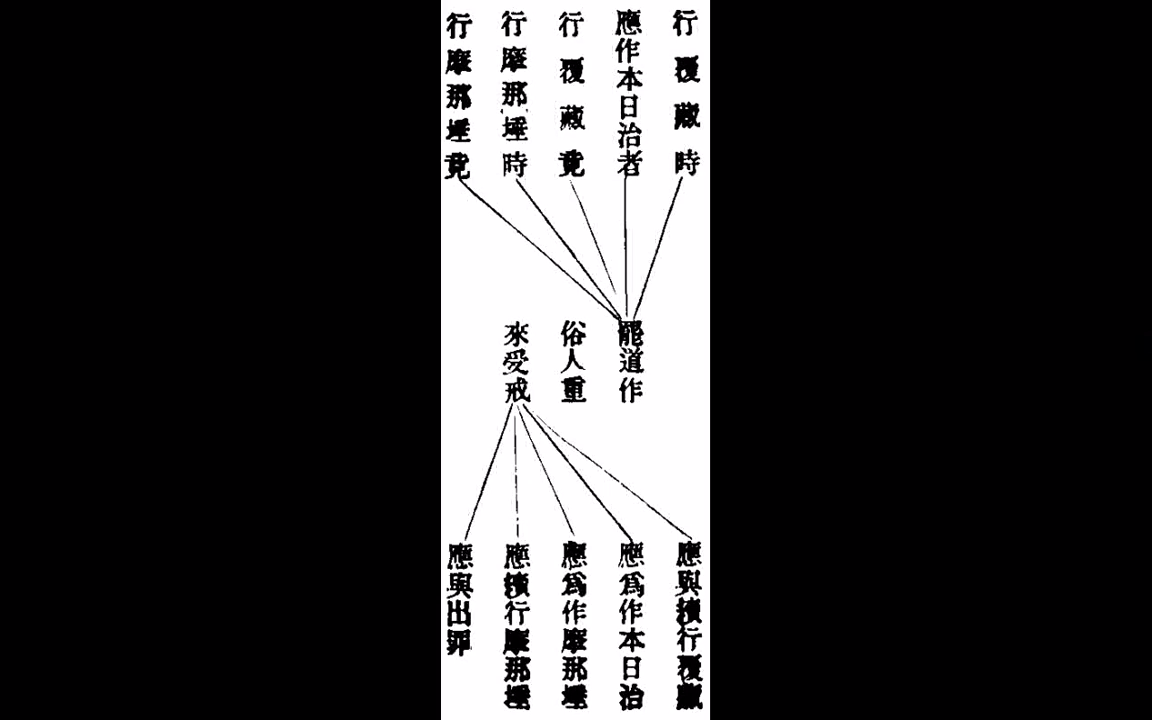 行覆藏時
應作本日治者
行覆藏竟
行摩那埵時
行摩那埵竟
罷道作
俗人重
來受戒
應與續行覆藏
應為作本日治
應為作摩那埵
應續行摩那埵
應與出罪